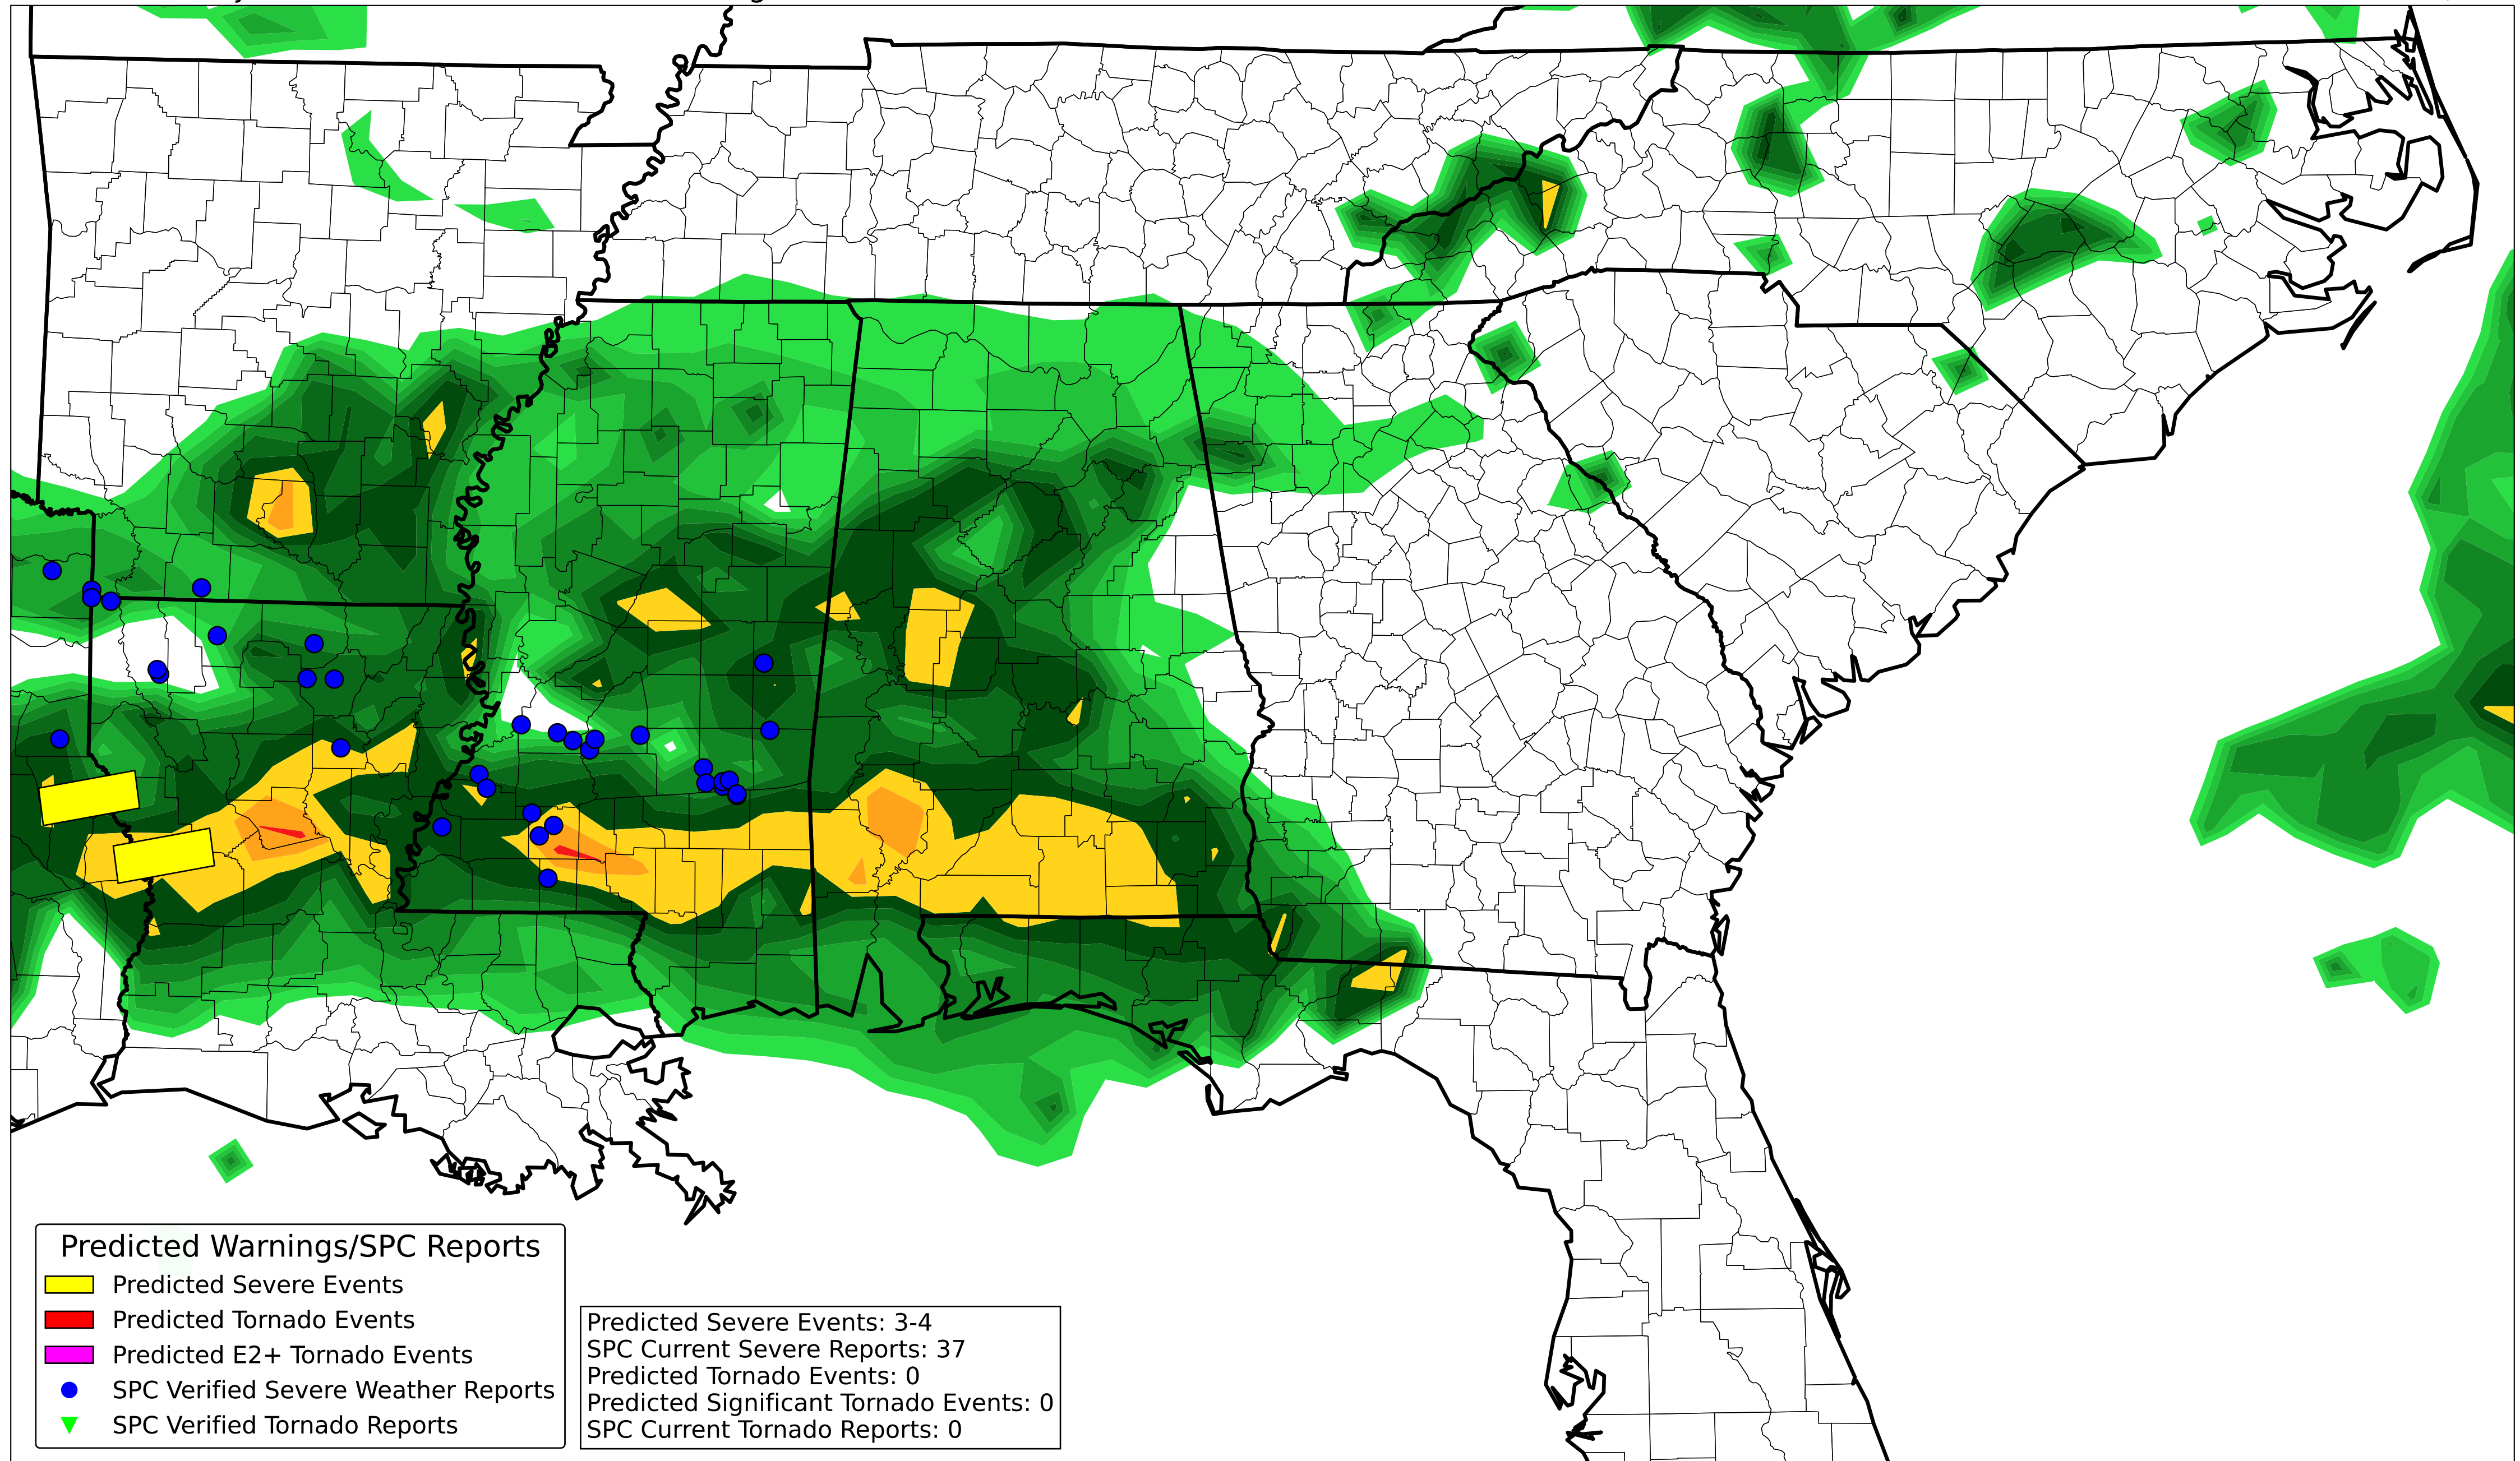 Predicted Warnings/SPC Reports
Predicted Severe Events
Predicted Tornado Events
Predicted E2+ Tornado Events
SPC Verified Severe Weather Reports
SPC Verified Tornado Reports
Predicted Severe Events: 3-4
SPC Current Severe Reports: 37
Predicted Tornado Events: 0
Predicted Significant Tornado Events: 0
SPC Current Tornado Reports: 0